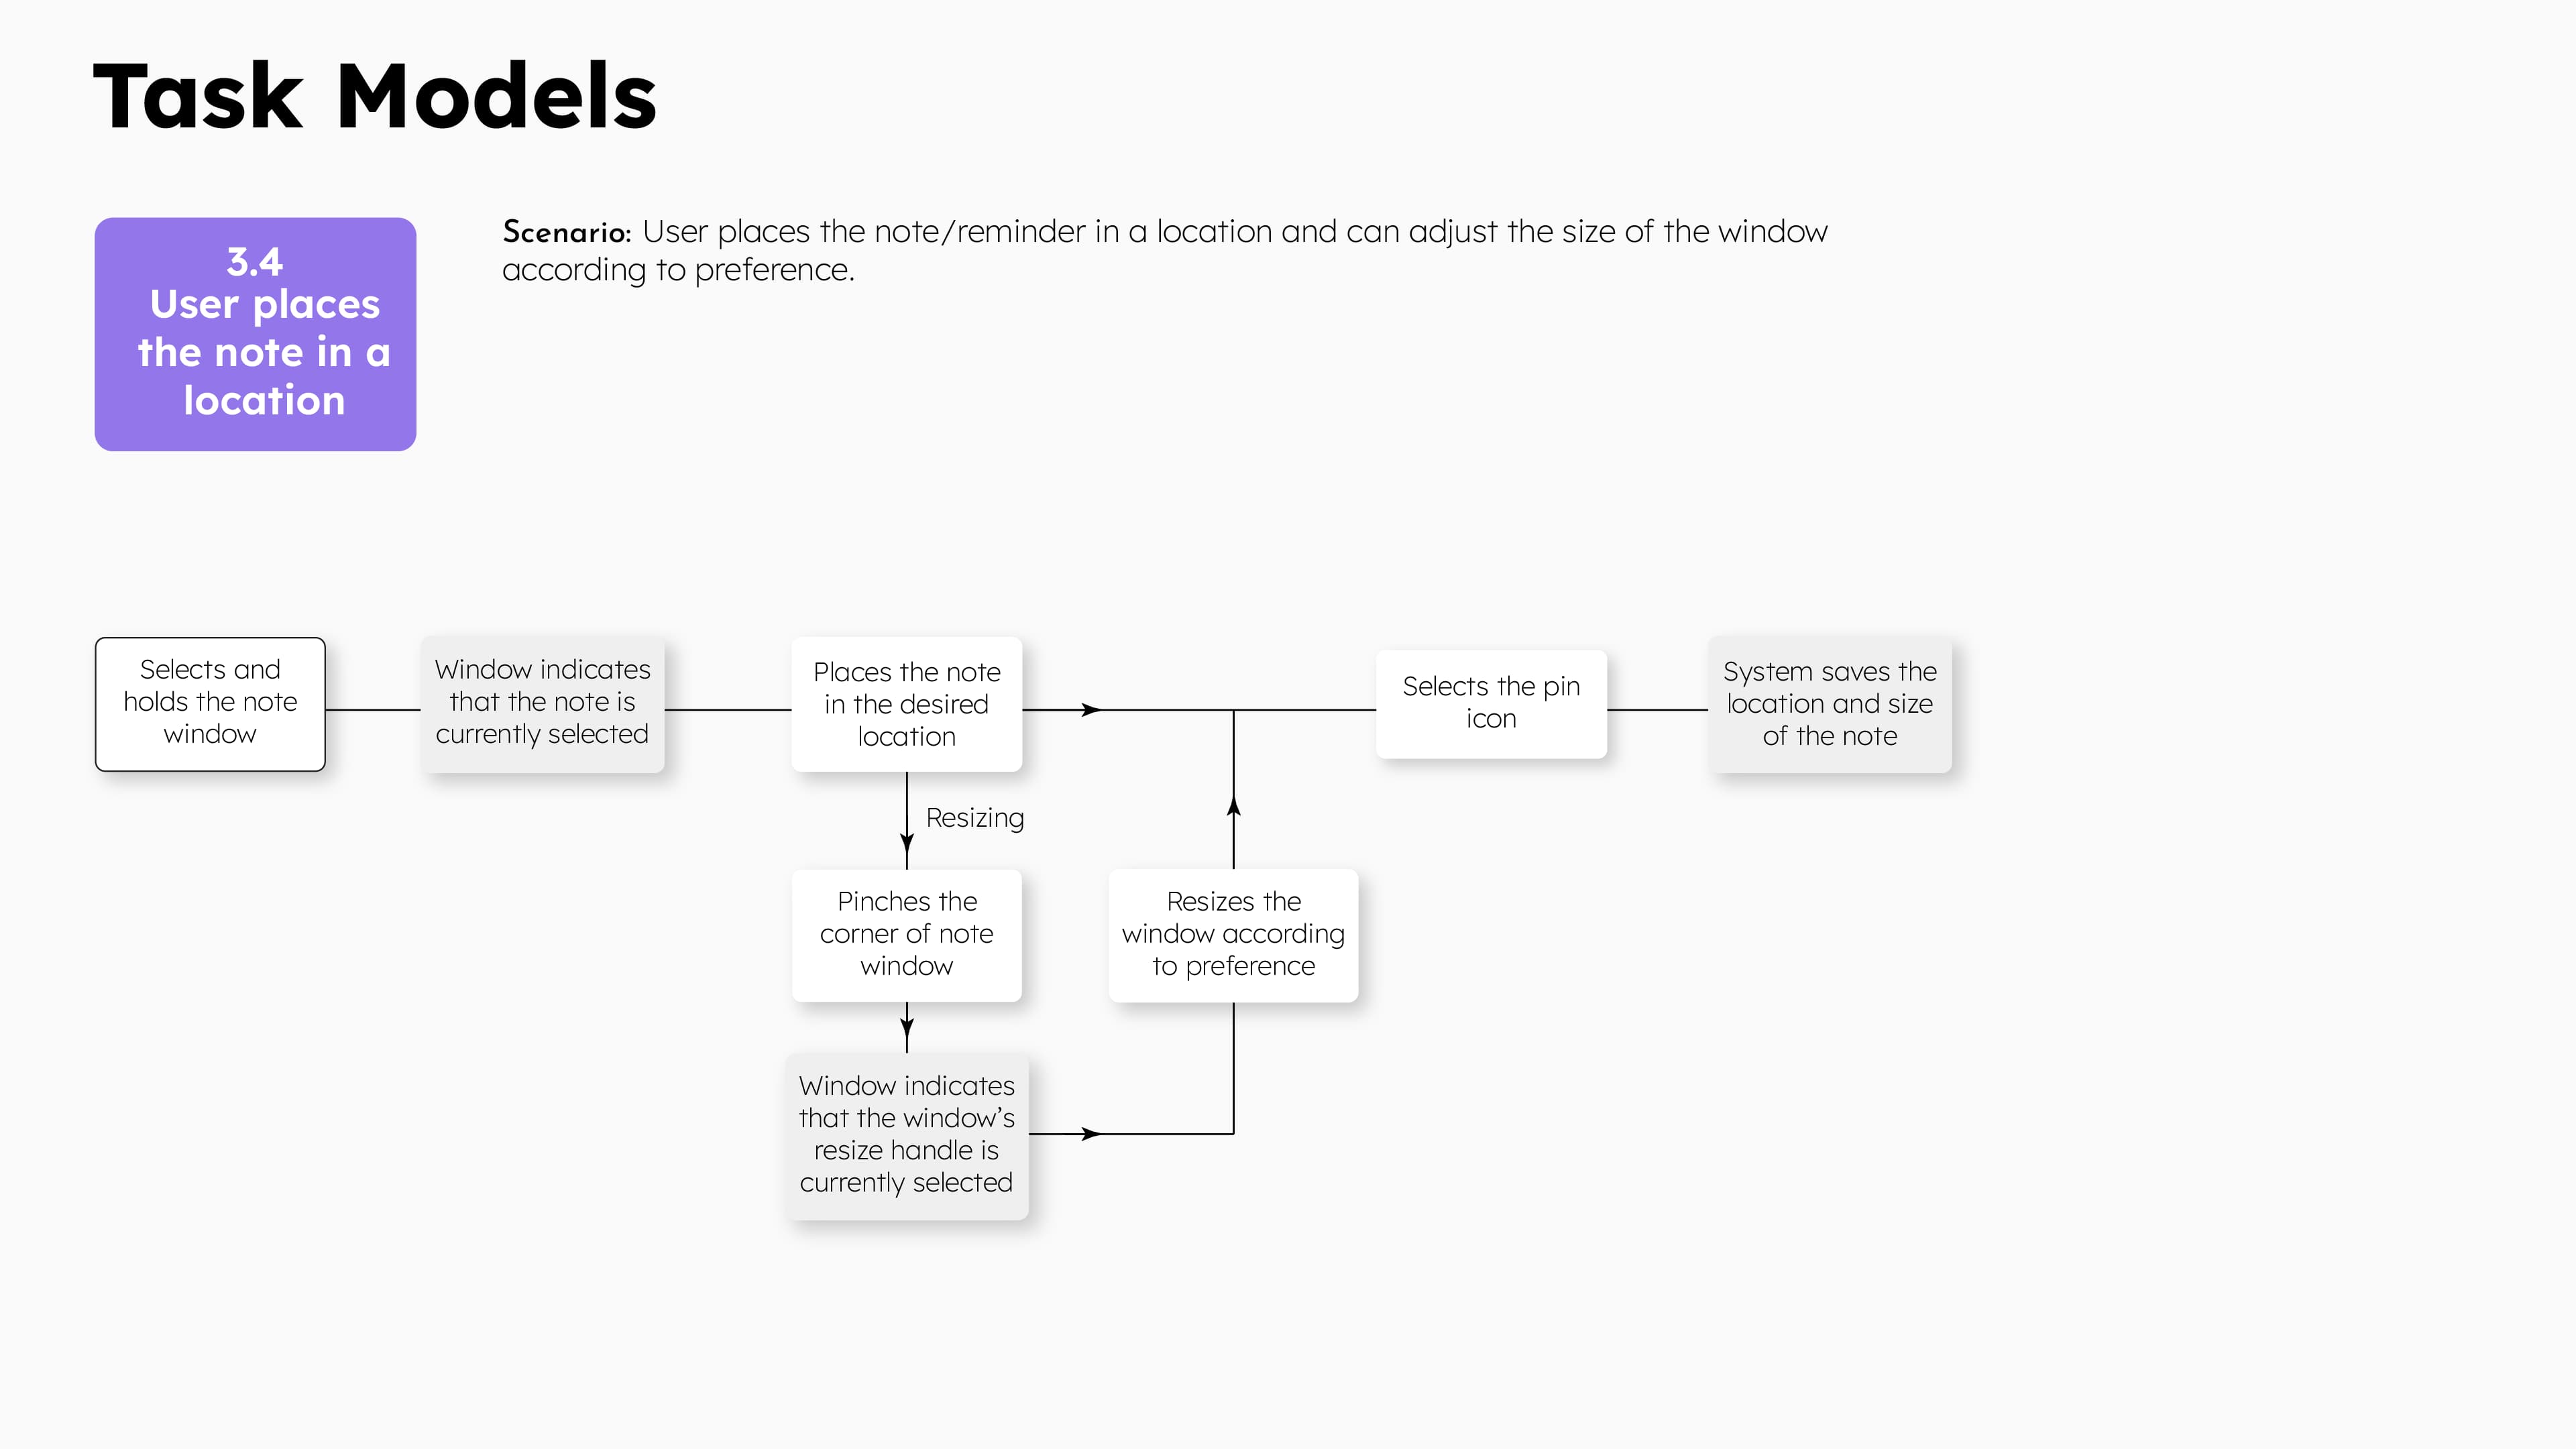 Task Models
3.4
User places
the note in a
location
Scenario: User places the note/reminder in a location and can adjust the size of the window
according to preference.
Selects and
holds the note
window
Window indicates
that the note is
currently selected
Places the note
in the desired
location
Selects the pin
icon
System saves the
location and size
of the note
Resizing
Pinches the
corner of note
window
Resizes the
window according
to preference
Window indicates
that the window’s
resize handle is
currently selected